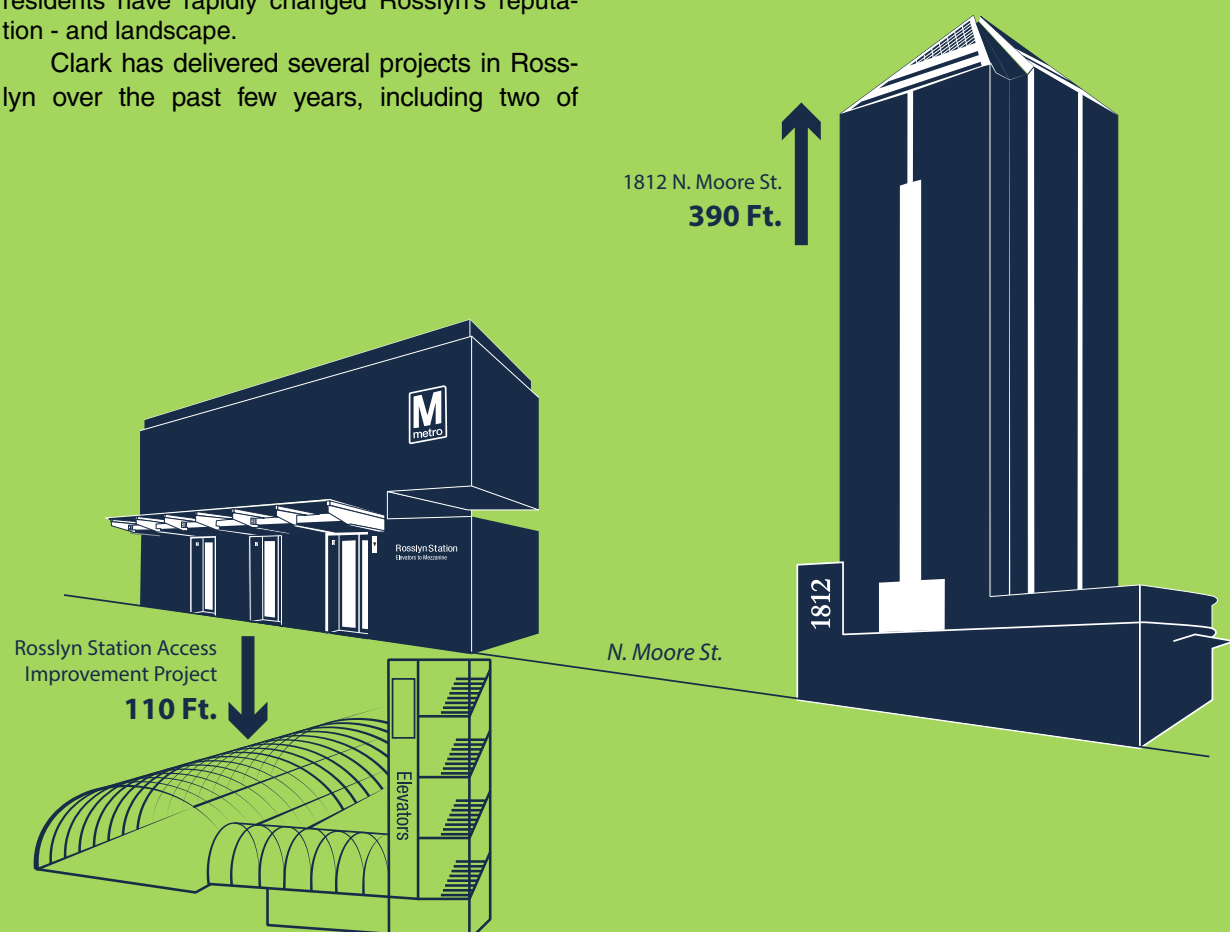 residents have rapidly changed Rosslyn's reputa-
tion - and landscape.
Clark has delivered several projects in Ross-
lyn over the past few years, including two of
1812 N. Moore St.
390 Ft.
M
metro
Rosslyn Station
Elevators to Mezzanine
1812
Rosslyn Station Access
Improvement Project
110 Ft.
N. Moore St.
Elevators